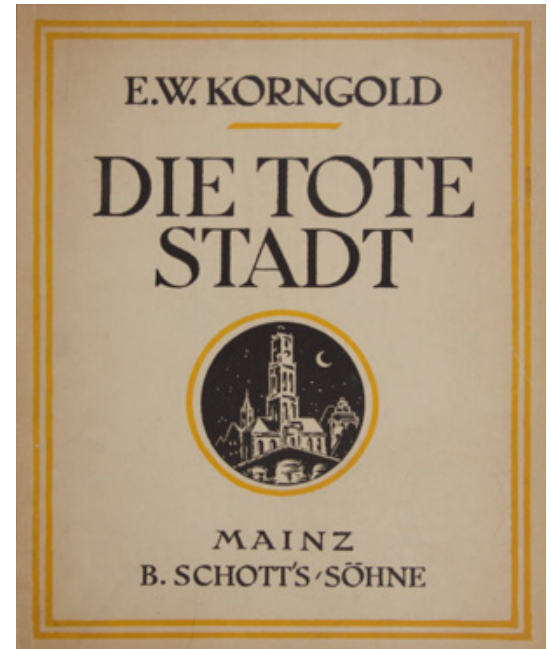 E.W. KORNGOLD
DIE TOTE
STADT
MAINZ
B. SCHOTT'S SÖHNE